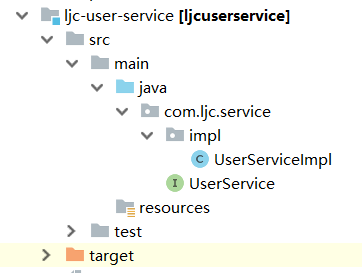 ljc-user-service [ljcuserservice]
src
main
java
com.ljc.service
impl
C UserServiceImpl
I UserService
resources
test
target